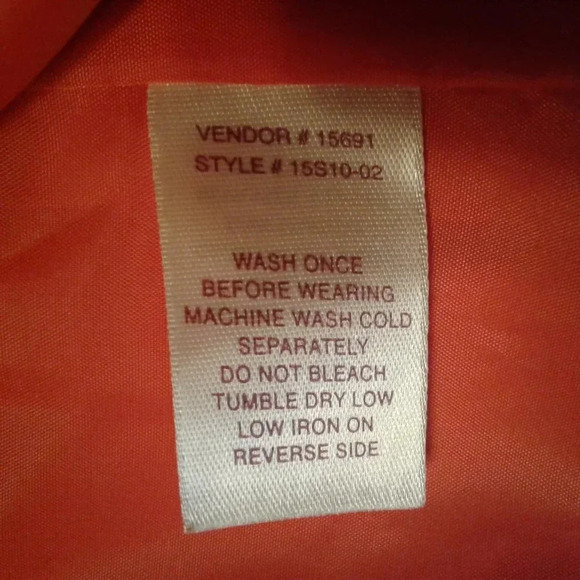 VENDOR # 15691
STYLE # 15S10-02
WASH ONCE
BEFORE WEARING
MACHINE WASH COLD
SEPARATELY
DO NOT BLEACH
TUMBLE DRY LOW
LOW IRON ON
REVERSE SIDE